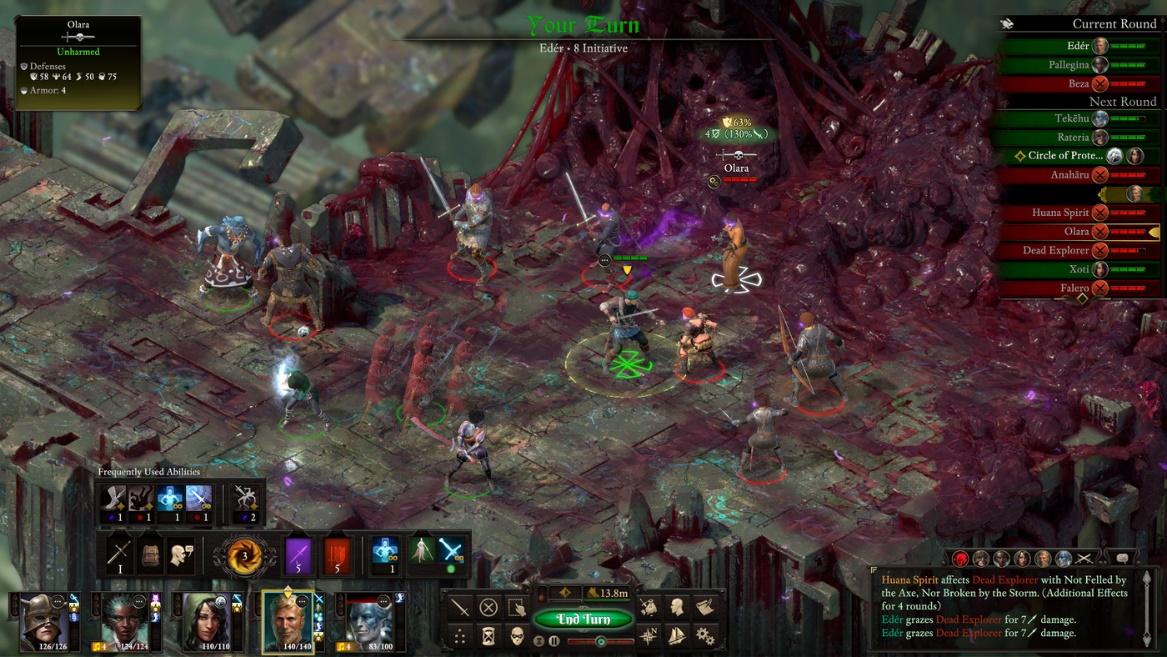 Olara
Unharmed
Defenses
58 64 50 75
Armor: 4
Your Turn
Edér • 8 Initiative
63%
4 (130%)
Olara
Current Round
Edér
Pallegina
Beza
Next Round
Tekēhu
Rateria
Circle of Prote...
Anahāru
Huana Spirit
Olara
Dead Explorer
Xoti
Falero
Frequently Used Abilities
1 1 1 1 2
1 3 5 5 1
126/126
4 124/124
110/110
140/140
4 83/100
13.8m
End Turn
Huana Spirit affects Dead Explorer with Not Felled by
the Axe, Nor Broken by the Storm. (Additional Effects
for 4 rounds)
Edér grazes Dead Explorer for 7 damage.
Edér grazes Dead Explorer for 7 damage.